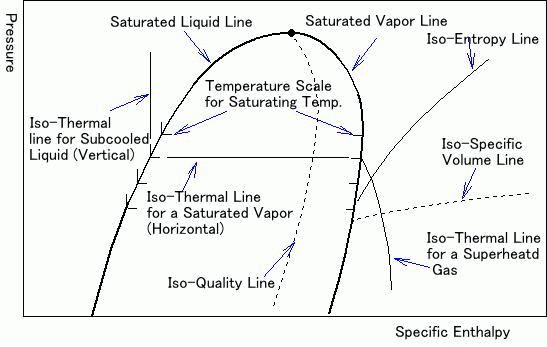 Pressure
Saturated Liquid Line
Saturated Vapor Line
Iso-Entropy Line
Temperature Scale
for Saturating Temp.
Iso-Thermal
line for Subcooled
Liquid (Vertical)
Iso-Specific
Volume Line
Iso-Thermal Line
for a Saturated Vapor
(Horizontal)
Iso-Thermal Line
for a Superheatd
Gas
Iso-Quality Line
Specific Enthalpy